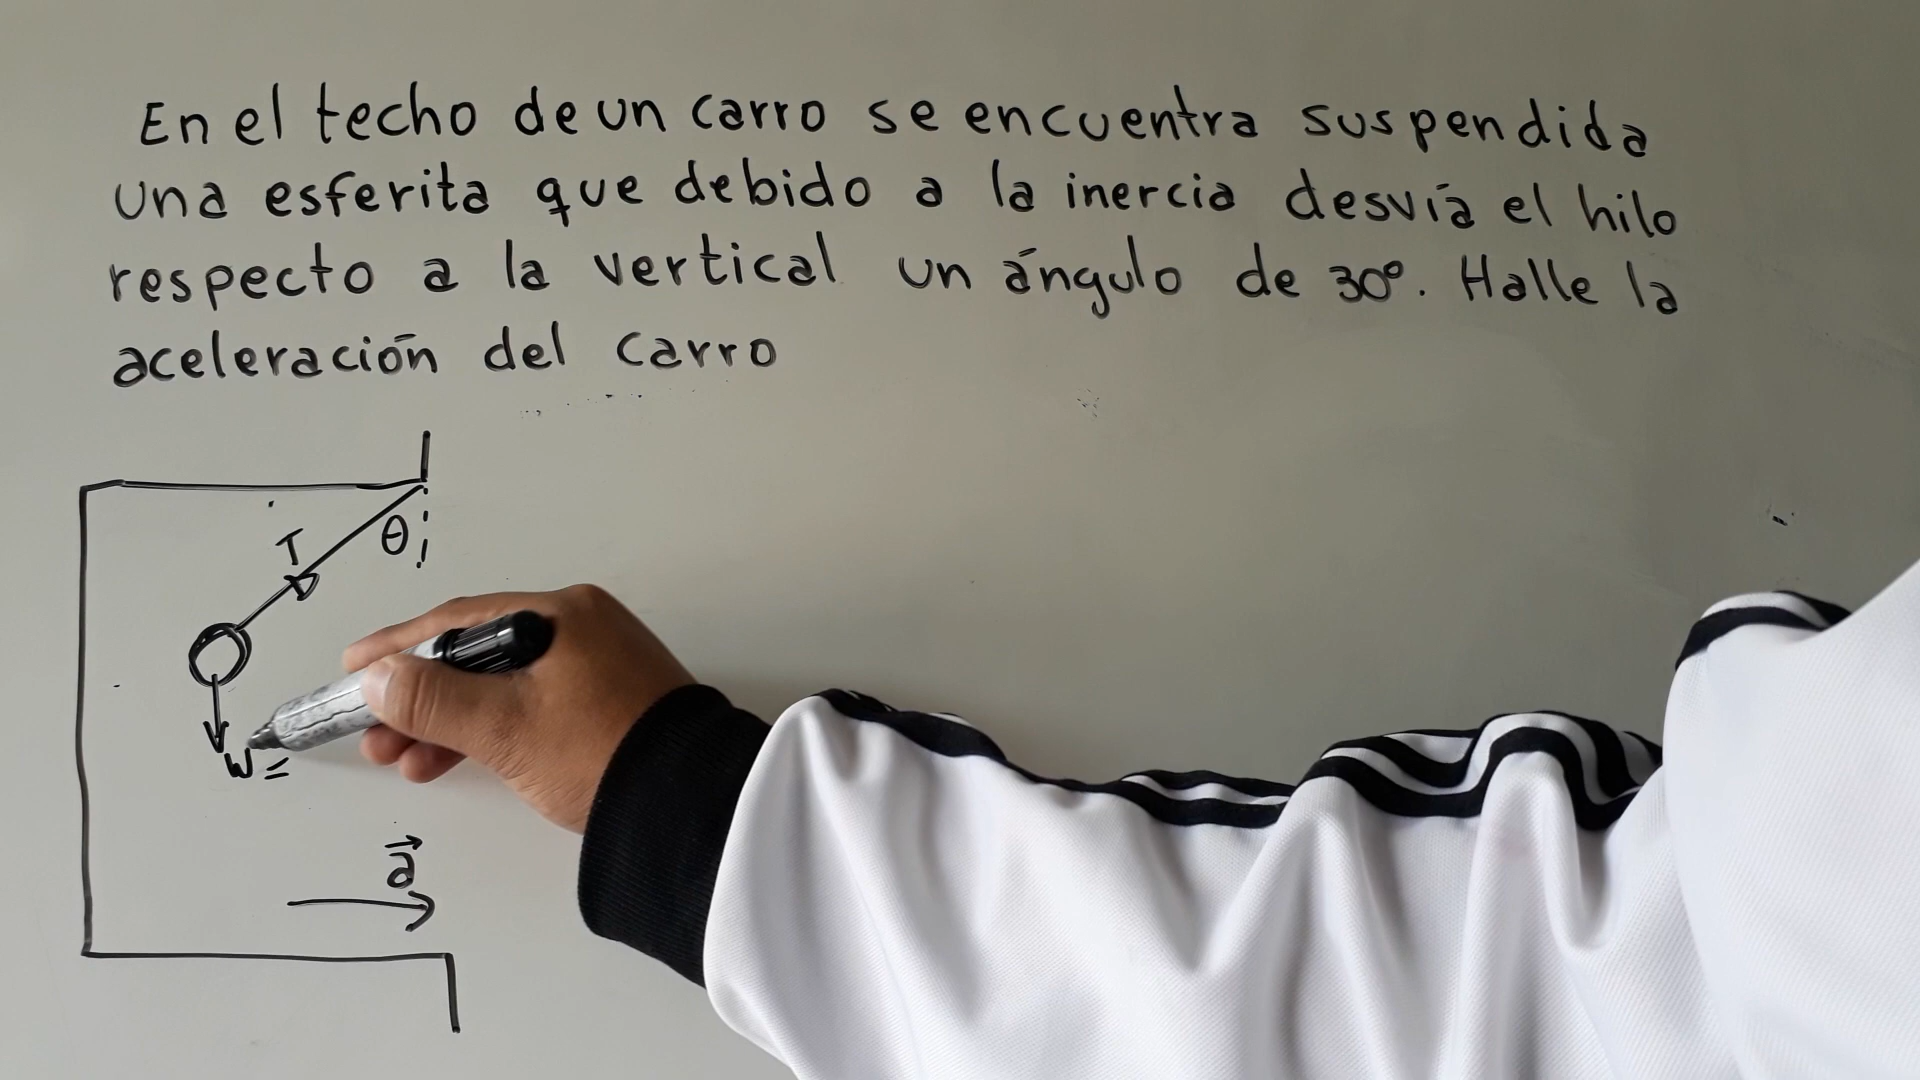 En el techo de un carro se encuentra suspendida
una esferita que debido a la inercia desvía el hilo
respecto a la vertical un ángulo de 30°. Halle la
aceleración del carro
T
θ
W =
a⃗